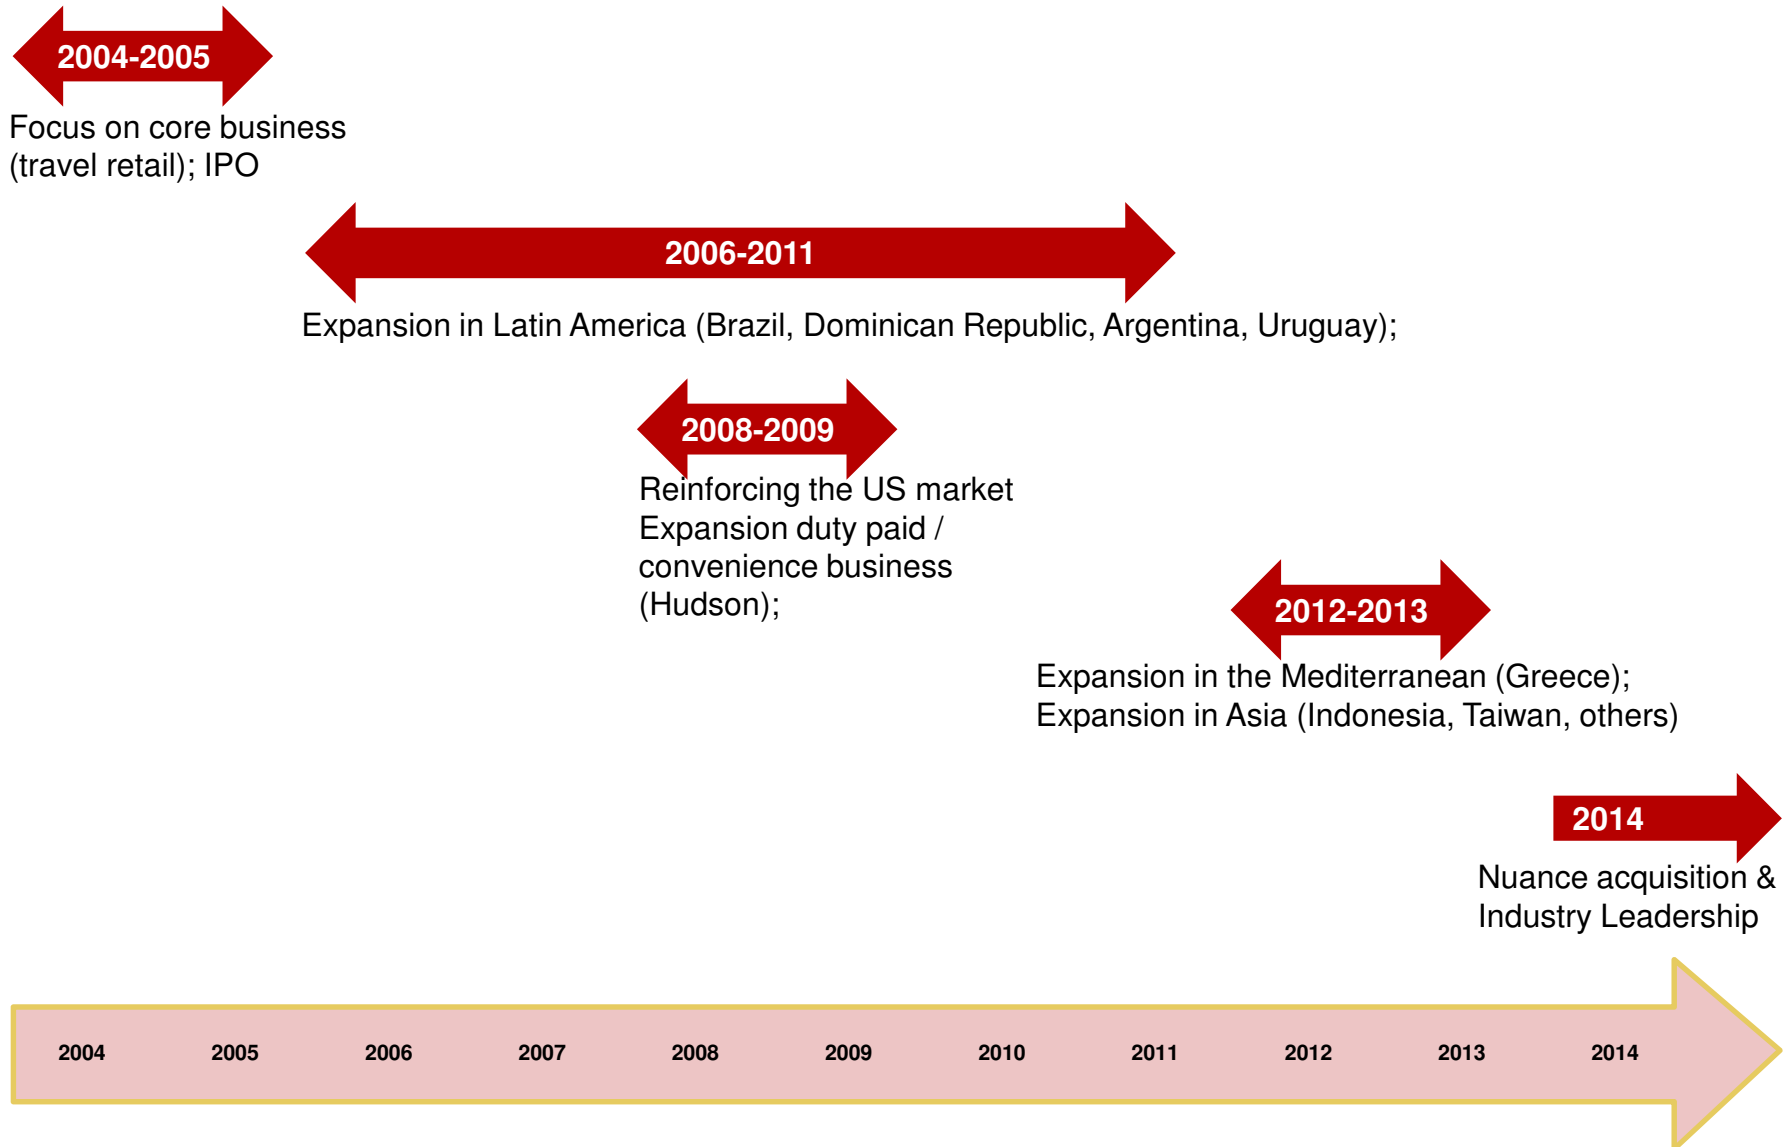 2004-2005
Focus on core business
(travel retail); IPO
2006-2011
Expansion in Latin America (Brazil, Dominican Republic, Argentina, Uruguay);
2008-2009
Reinforcing the US market
Expansion duty paid /
convenience business
(Hudson);
2012-2013
Expansion in the Mediterranean (Greece);
Expansion in Asia (Indonesia, Taiwan, others)
2014
Nuance acquisition &
Industry Leadership
2004 2005 2006 2007 2008 2009 2010 2011 2012 2013 2014